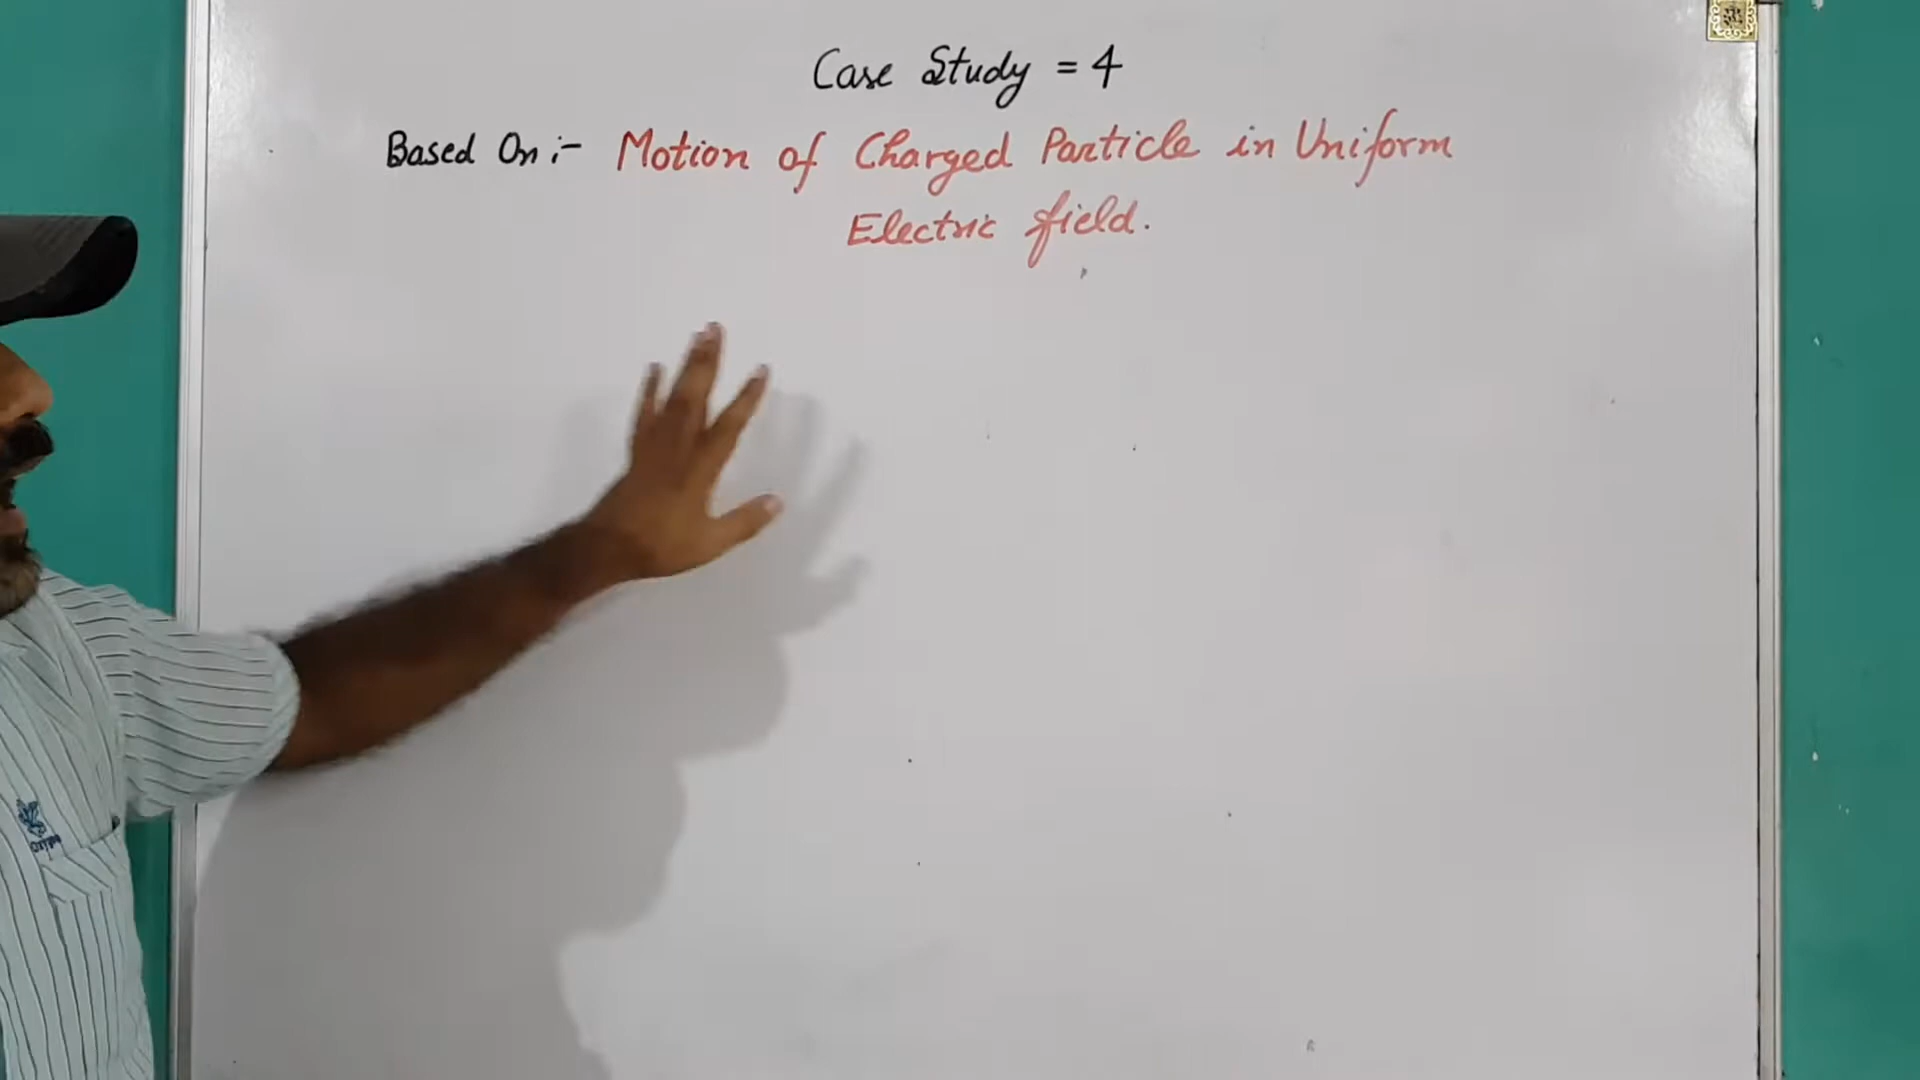 Case Study = 4
Based On :- Motion of Charged Particle in Uniform
Electric field.